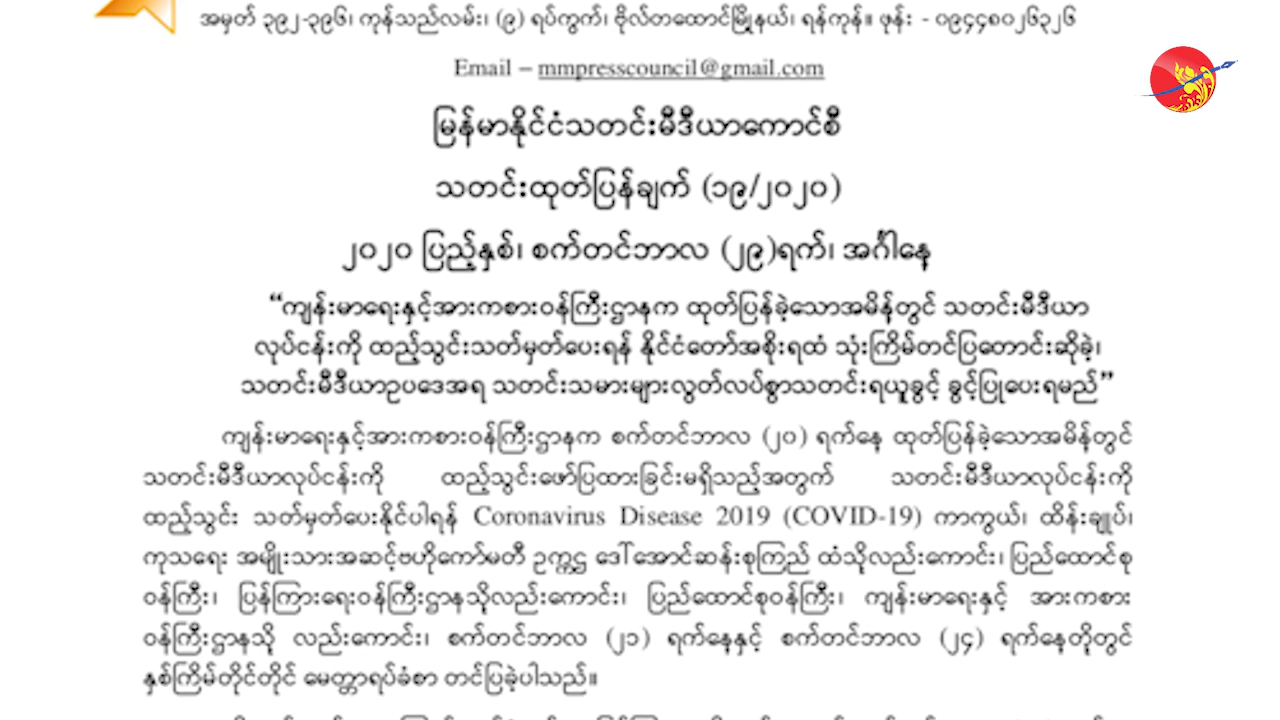 အမှတ် ၃၉၂-၃၉၆၊ ကုန်သည်လမ်း၊ (၉) ရပ်ကွက်၊ ဗိုလ်တထောင်မြို့နယ်၊ ရန်ကုန်။ ဖုန်း - ၀၉၄၄၈၀၂၆၃၂၆
Email – mmpresscouncil@gmail.com
မြန်မာနိုင်ငံသတင်းမီဒီယာကောင်စီ
သတင်းထုတ်ပြန်ချက် (၁၉/၂၀၂၀)
၂၀၂၀ ပြည့်နှစ်၊ စက်တင်ဘာလ (၂၉)ရက်၊ အင်္ဂါနေ့
“ကျန်းမာရေးနှင့်အားကစားဝန်ကြီးဌာနက ထုတ်ပြန်ခဲ့သောအမိန့်တွင် သတင်းမီဒီယာ
လုပ်ငန်းကို ထည့်သွင်းသတ်မှတ်ပေးရန် နိုင်ငံတော်အစိုးရထံ သုံးကြိမ်တင်ပြတောင်းဆိုခဲ့၊
သတင်းမီဒီယာဥပဒေအရ သတင်းသမားများလွတ်လပ်စွာသတင်းရယူခွင့် ခွင့်ပြုပေးရမည်”
ကျန်းမာရေးနှင့်အားကစားဝန်ကြီးဌာနက စက်တင်ဘာလ (၂၀) ရက်နေ့ ထုတ်ပြန်ခဲ့သောအမိန့်တွင်
သတင်းမီဒီယာလုပ်ငန်းကို ထည့်သွင်းဖော်ပြထားခြင်းမရှိသည့်အတွက် သတင်းမီဒီယာလုပ်ငန်းကို
ထည့်သွင်း သတ်မှတ်ပေးနိုင်ပါရန် Coronavirus Disease 2019 (COVID-19) ကာကွယ်၊ ထိန်းချုပ်၊
ကုသရေး အမျိုးသားအဆင့်ဗဟိုကော်မတီ ဥက္ကဋ္ဌ ဒေါ်အောင်ဆန်းစုကြည် ထံသို့လည်းကောင်း၊ ပြည်ထောင်စု
ဝန်ကြီး၊ ပြန်ကြားရေးဝန်ကြီးဌာနသို့လည်းကောင်း၊ ပြည်ထောင်စုဝန်ကြီး၊ ကျန်းမာရေးနှင့် အားကစား
ဝန်ကြီးဌာနသို့ လည်းကောင်း၊ စက်တင်ဘာလ (၂၁) ရက်နေ့နှင့် စက်တင်ဘာလ (၂၄) ရက်နေ့တို့တွင်
နှစ်ကြိမ်တိုင်တိုင် မေတ္တာရပ်ခံစာ တင်ပြခဲ့ပါသည်။